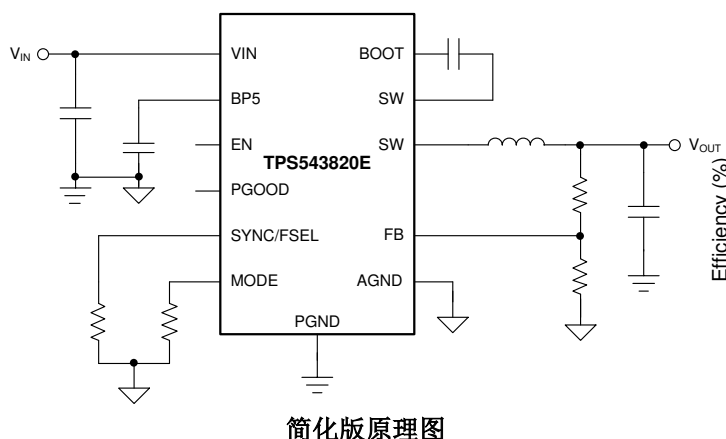 V_IN
VIN
BOOT
BP5
SW
EN
SW
TPS543820E
V_OUT
PGOOD
SYNC/FSEL
FB
MODE
AGND
PGND
Efficiency (%)
简化版原理图